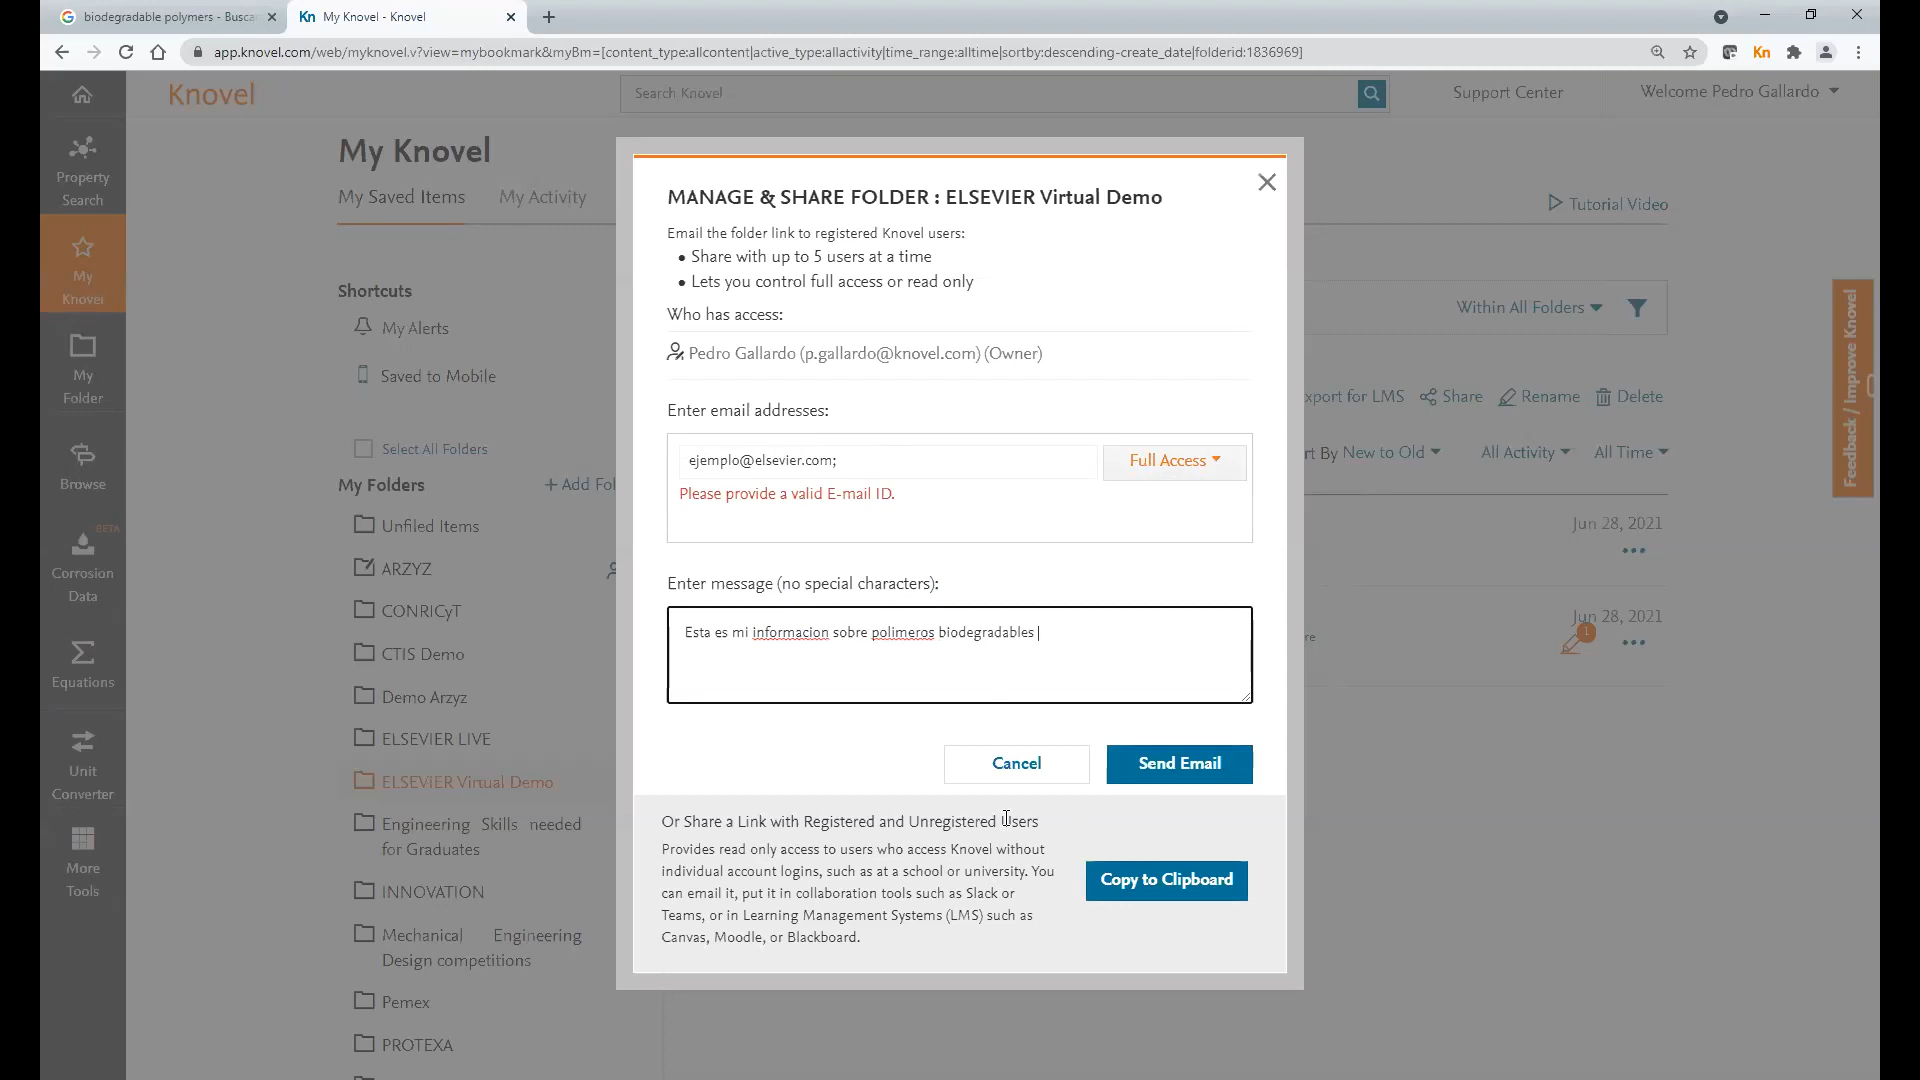 biodegradable polymers - Busca
My Knovel - Knovel
app.knovel.com/web/myknovel.v?view=mybookmark&myBm=[content_type:allcontent|active_type:allactivity|time_range:alltime|sortby:descending-create_date|folderid:1836969]
Kn
Knovel
Search Knovel
Support Center
Welcome Pedro Gallardo
Property
Search
My
Knovel
My
Folder
Browse
BETA
Corrosion
Data
Equations
Unit
Converter
More
Tools
My Knovel
My Saved Items
My Activity
Tutorial Video
Shortcuts
My Alerts
Saved to Mobile
Select All Folders
My Folders
+ Add Fol
Unfiled Items
ARZYZ
CONRICyT
CTIS Demo
Demo Arzyz
ELSEVIER LIVE
ELSEVIER Virtual Demo
Engineering Skills needed
for Graduates
INNOVATION
Mechanical Engineering
Design competitions
Pemex
PROTEXA
MANAGE & SHARE FOLDER : ELSEVIER Virtual Demo
Email the folder link to registered Knovel users:
• Share with up to 5 users at a time
• Lets you control full access or read only
Who has access:
Pedro Gallardo (p.gallardo@knovel.com) (Owner)
Enter email addresses:
ejemplo@elsevier.com;
Full Access
Please provide a valid E-mail ID.
Enter message (no special characters):
Esta es mi informacion sobre polimeros biodegradables
Cancel
Send Email
Or Share a Link with Registered and Unregistered Users
Provides read only access to users who access Knovel without
individual account logins, such as at a school or university. You
can email it, put it in collaboration tools such as Slack or
Teams, or in Learning Management Systems (LMS) such as
Canvas, Moodle, or Blackboard.
Copy to Clipboard
Within All Folders
xport for LMS
Share
Rename
Delete
rt By New to Old
All Activity
All Time
Jun 28, 2021
Jun 28, 2021
re
1
Feedback / Improve Knovel